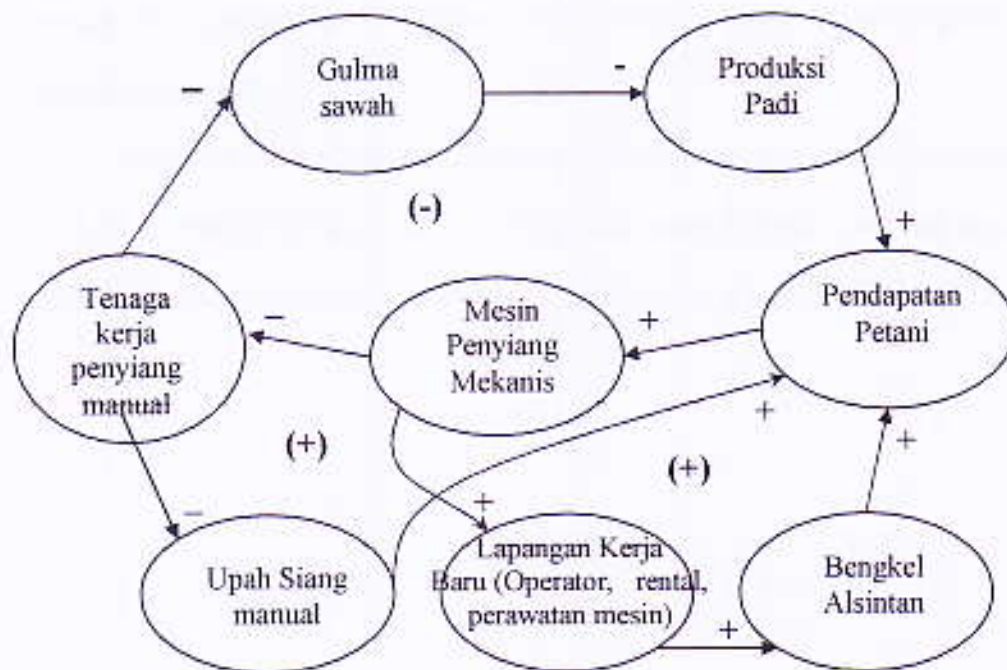 Gulma
sawah
Produksi
Padi
−
-
(-)
+
Tenaga
kerja
penyiang
manual
−
Mesin
Penyiang
Mekanis
+
Pendapatan
Petani
(+)
+
(+)
+
−
+
Upah Siang
manual
Lapangan Kerja
Baru (Operator, rental,
perawatan mesin)
+
Bengkel
Alsintan